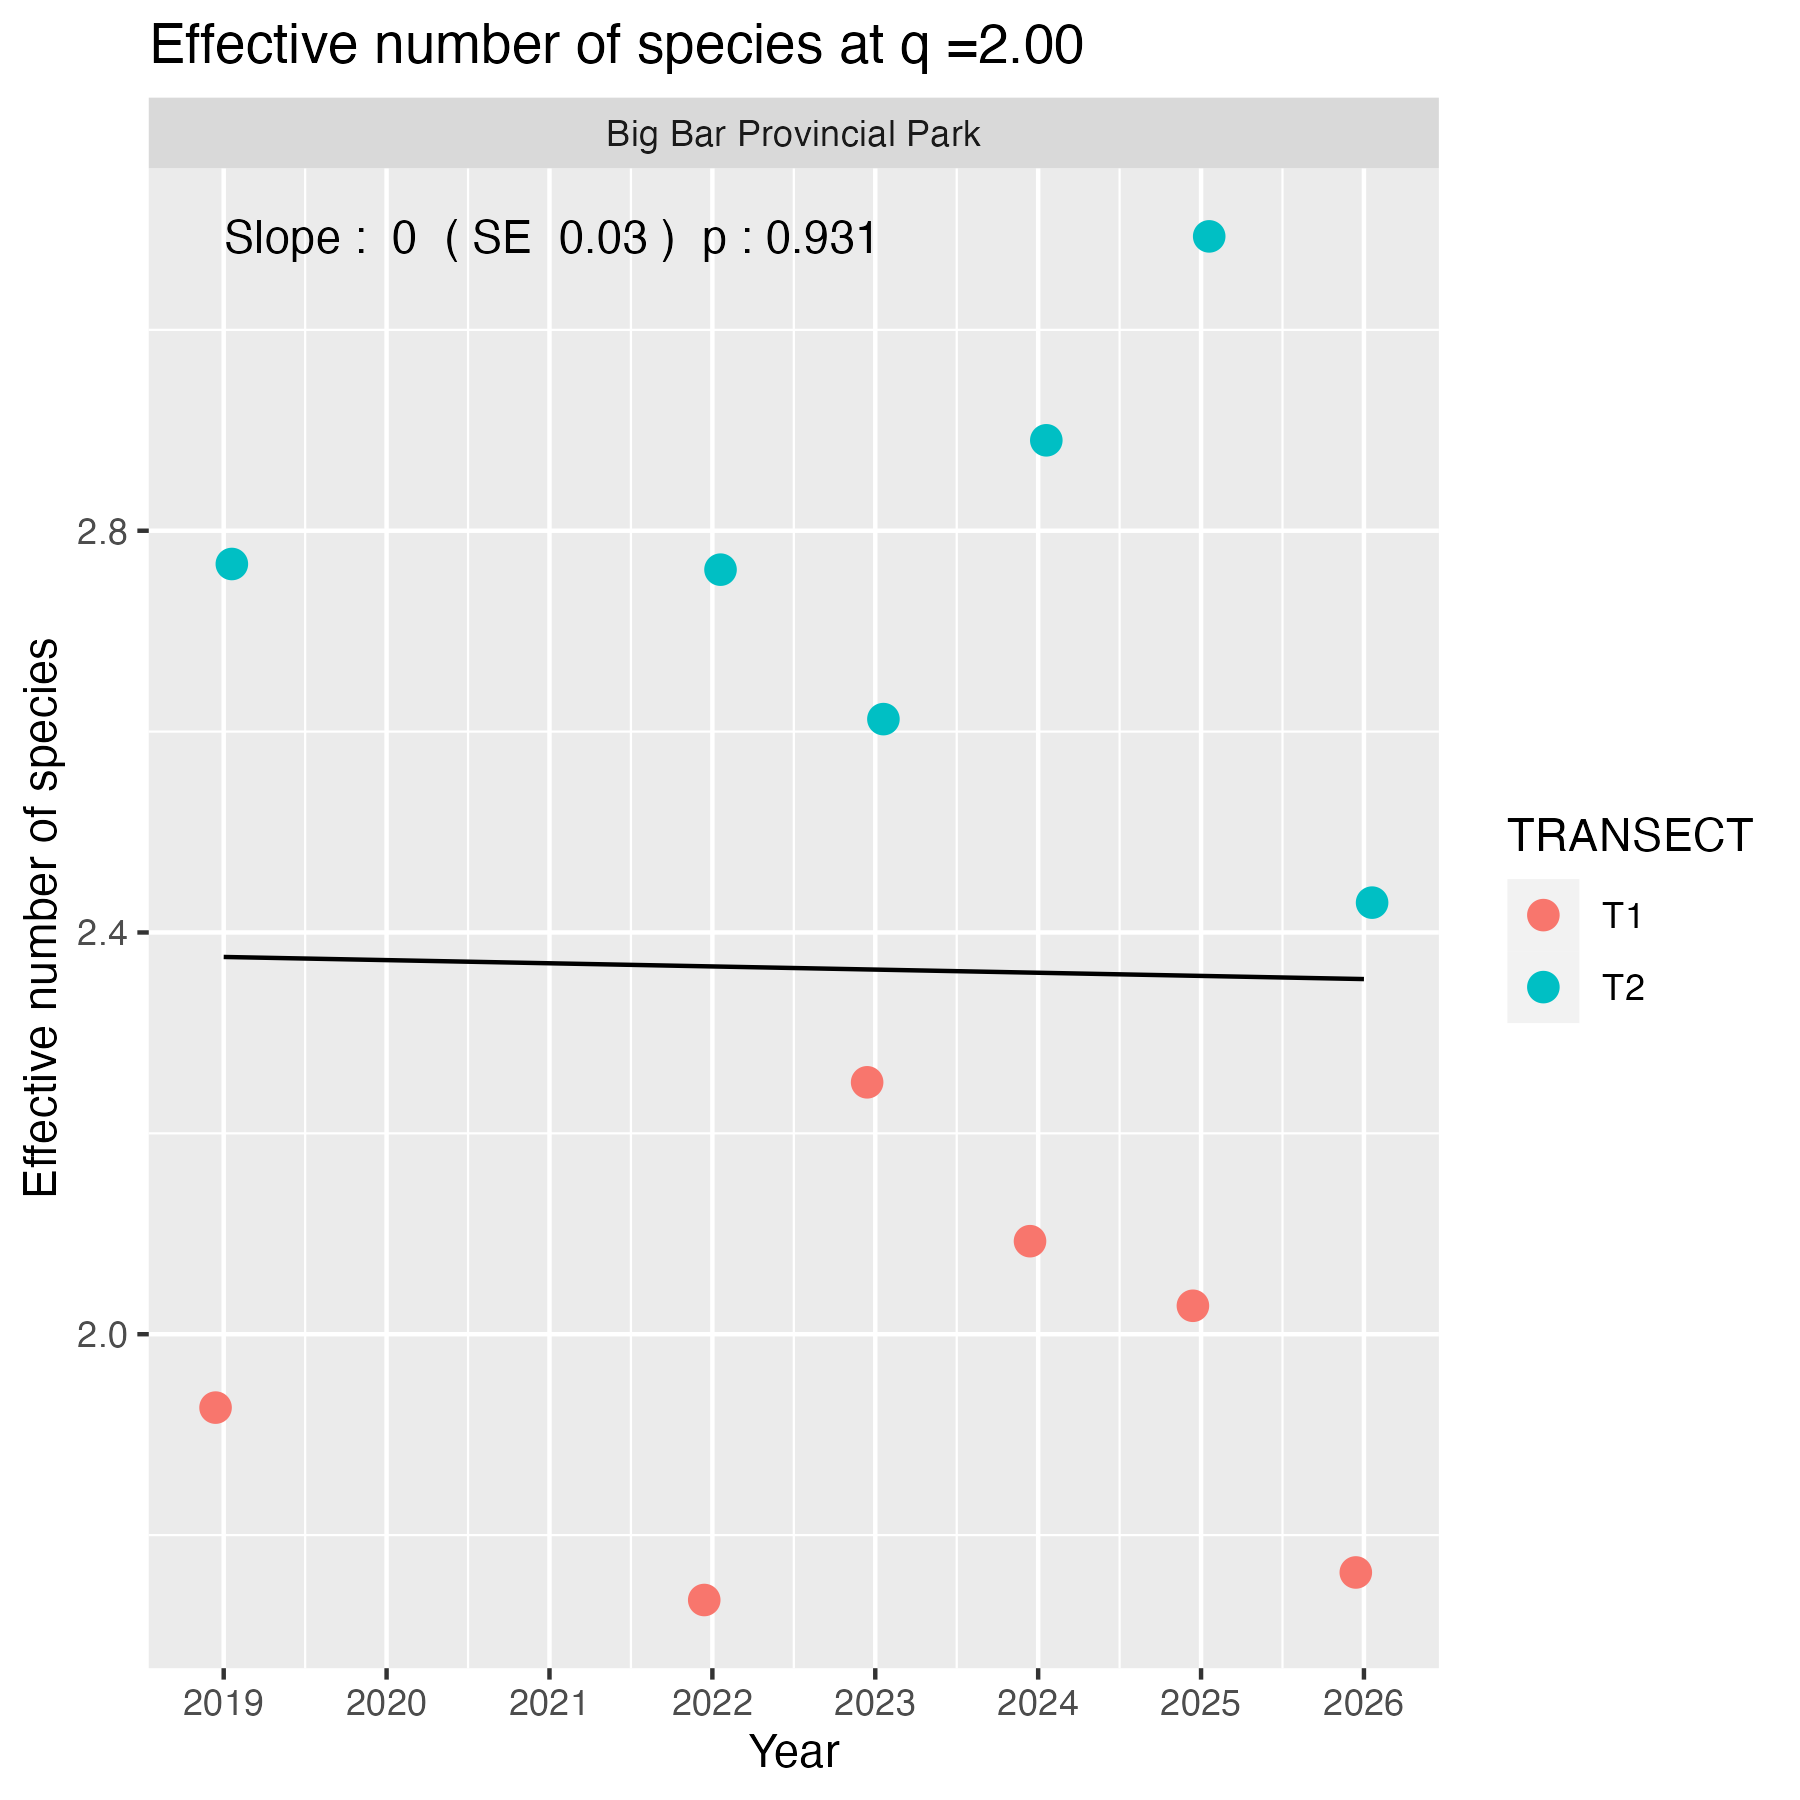 Effective number of species at q =2.00
Big Bar Provincial Park
Slope :  0  ( SE  0.03 )  p : 0.931
2.8
2.4
2.0
Effective number of species
2019 2020 2021 2022 2023 2024 2025 2026
Year
TRANSECT
T1
T2